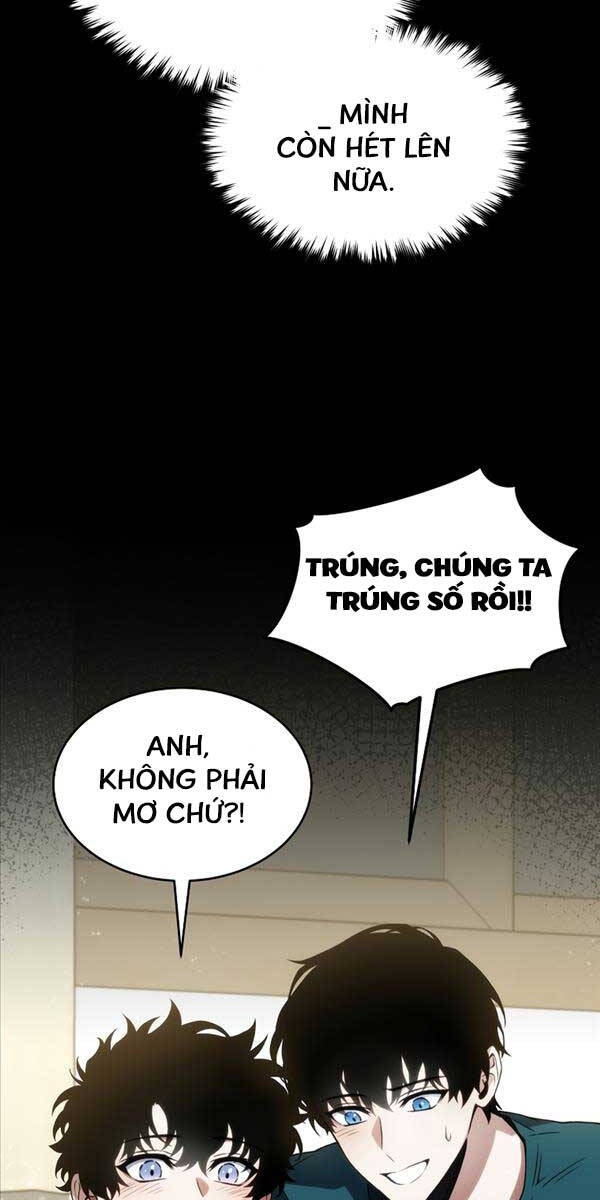 _ MÌNH
CÒN HÉT LÊN
NỮA.
TRÚNG, CHÚNG TA
TRÚNG SỐ RỒI!!
ANH,
KHÔNG PHẢI
MƠ CHỨ?!